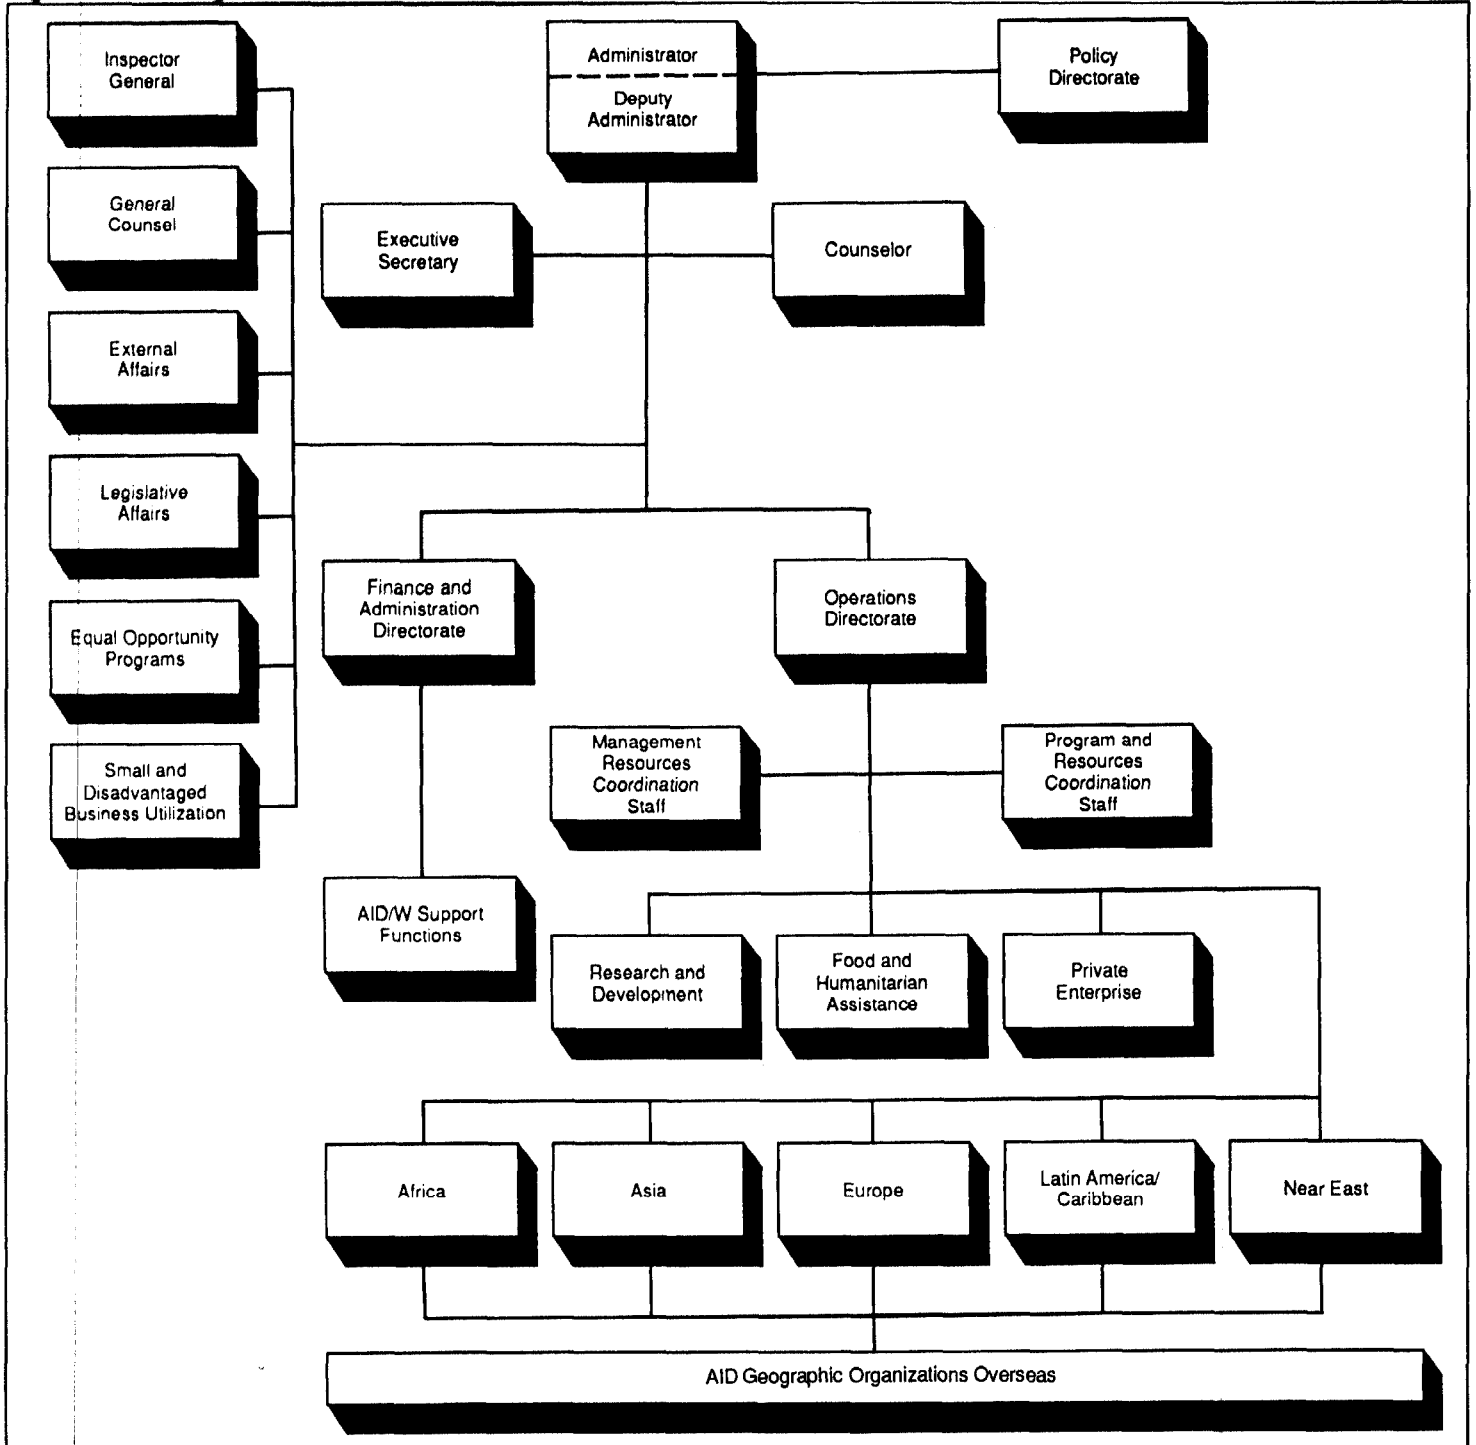 Inspector
General
Administrator
Deputy
Administrator
Policy
Directorate
General
Counsel
Executive
Secretary
Counselor
External
Affairs
Legislative
Affairs
Finance and
Administration
Directorate
Operations
Directorate
Equal Opportunity
Programs
Small and
Disadvantaged
Business Utilization
Management
Resources
Coordination
Staff
Program and
Resources
Coordination
Staff
AID/W Support
Functions
Research and
Development
Food and
Humanitarian
Assistance
Private
Enterprise
Africa
Asia
Europe
Latin America/
Caribbean
Near East
AID Geographic Organizations Overseas